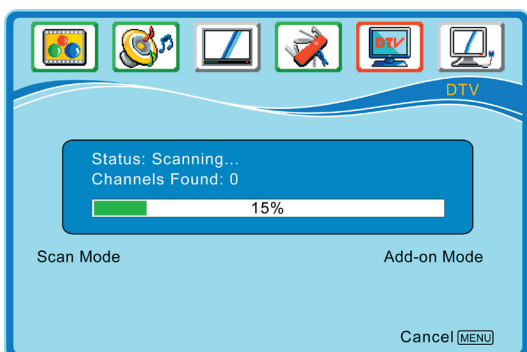 DTV
DTV
Status: Scanning...
Channels Found: 0
15%
Scan Mode Add-on Mode
Cancel MENU